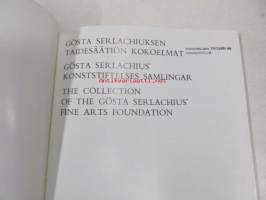 GÖSTA SERLACHIUKSEN
TAIDESÄÄTIÖN KOKOELMAT
GÖSTA SERLACHIUS'
KONSTSTIFTELSES SAMLINGAR
THE COLLECTION
OF THE GÖSTA SERLACHIUS'
FINE ARTS FOUNDATION